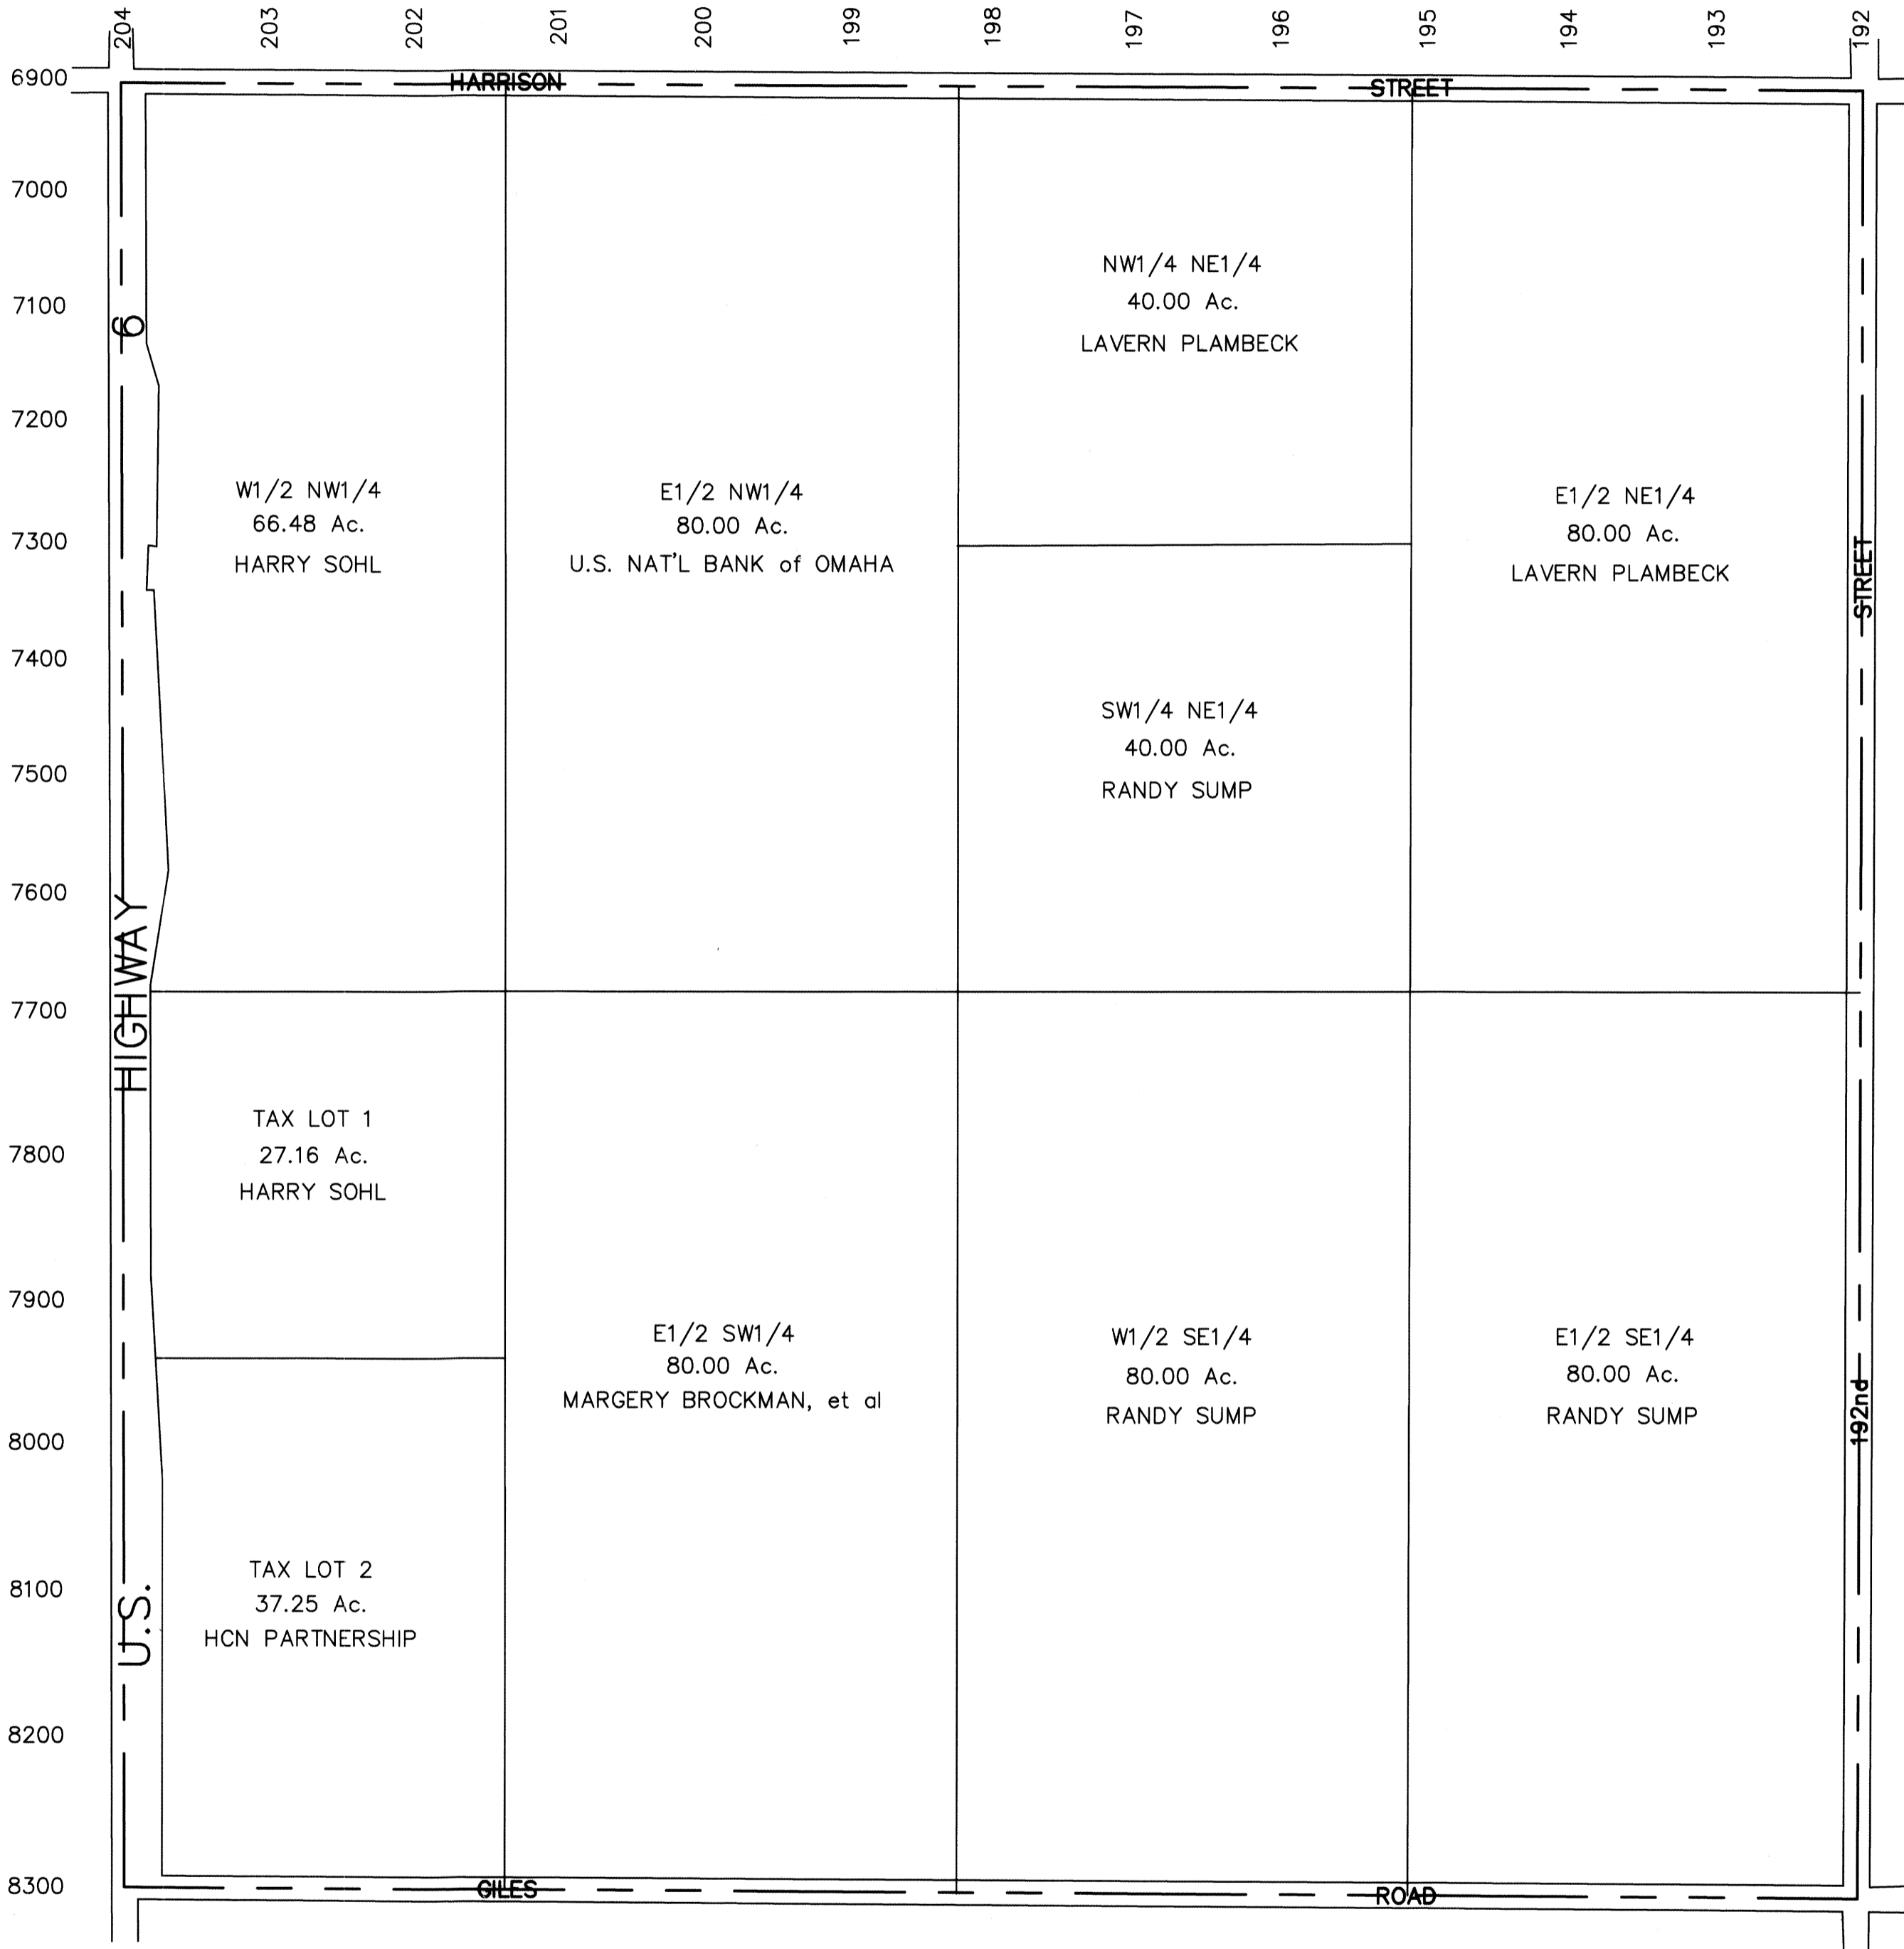 204 203 202 201 200 199 198 197 196 195 194 193 192
6900
7000
7100
7200
7300
7400
7500
7600
7700
7800
7900
8000
8100
8200
8300
HARRISON STREET
U.S. HIGHWAY 6
W1/2 NW1/4
66.48 Ac.
HARRY SOHL
E1/2 NW1/4
80.00 Ac.
U.S. NAT'L BANK of OMAHA
NW1/4 NE1/4
40.00 Ac.
LAVERN PLAMBECK
SW1/4 NE1/4
40.00 Ac.
RANDY SUMP
E1/2 NE1/4
80.00 Ac.
LAVERN PLAMBECK
TAX LOT 1
27.16 Ac.
HARRY SOHL
TAX LOT 2
37.25 Ac.
HCN PARTNERSHIP
E1/2 SW1/4
80.00 Ac.
MARGERY BROCKMAN, et al
W1/2 SE1/4
80.00 Ac.
RANDY SUMP
E1/2 SE1/4
80.00 Ac.
RANDY SUMP
192nd STREET
GILES ROAD